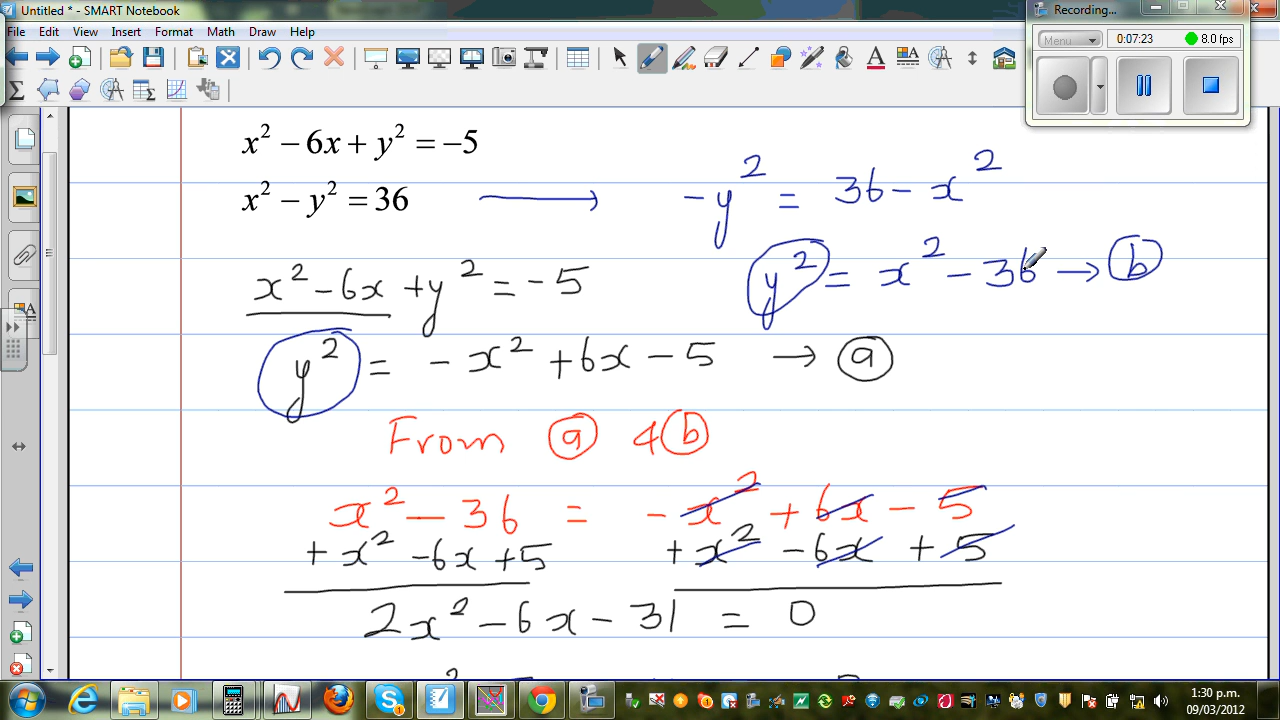 Untitled * - SMART Notebook
Recording...
File Edit View Insert Format Math Draw Help
Menu 0:07:23 8.0 fps
x² − 6x + y² = −5
x² − y² = 36 → -y² = 36 - x²
y² = x² - 36 → b
x² - 6x + y² = -5
y² = -x² + 6x - 5 → a
From a & b
x² - 36 = -x² + 6x - 5
+x² -6x +5 +x² -6x +5
2x² - 6x - 31 = 0
1:30 p.m.
09/03/2012